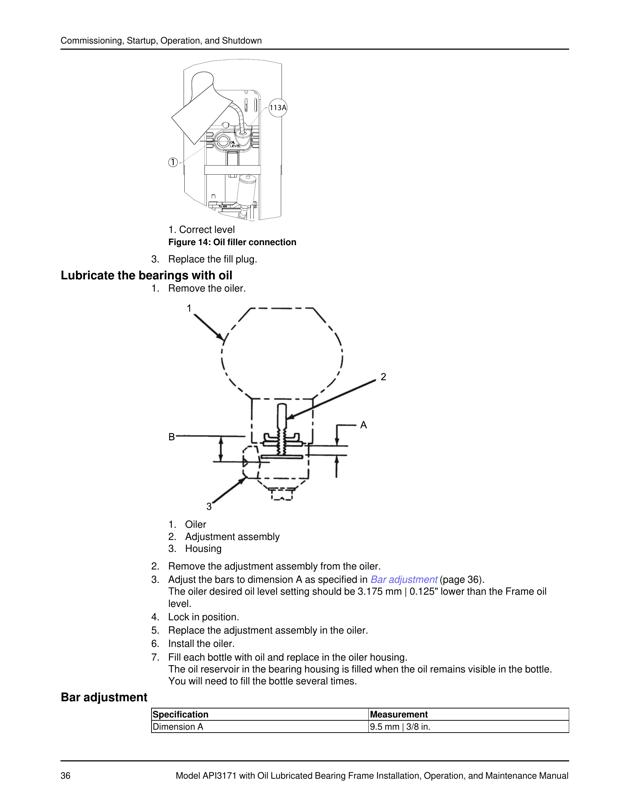 Commissioning, Startup, Operation, and Shutdown
113A
1
1. Correct level
Figure 14: Oil filler connection
3. Replace the fill plug.
Lubricate the bearings with oil
1. Remove the oiler.
1
2
A
B
3
1. Oiler
2. Adjustment assembly
3. Housing
2. Remove the adjustment assembly from the oiler.
3. Adjust the bars to dimension A as specified in Bar adjustment (page 36).
The oiler desired oil level setting should be 3.175 mm | 0.125" lower than the Frame oil
level.
4. Lock in position.
5. Replace the adjustment assembly in the oiler.
6. Install the oiler.
7. Fill each bottle with oil and replace in the oiler housing.
The oil reservoir in the bearing housing is filled when the oil remains visible in the bottle.
You will need to fill the bottle several times.
Bar adjustment
Specification Measurement
Dimension A 9.5 mm | 3/8 in.
36 Model API3171 with Oil Lubricated Bearing Frame Installation, Operation, and Maintenance Manual